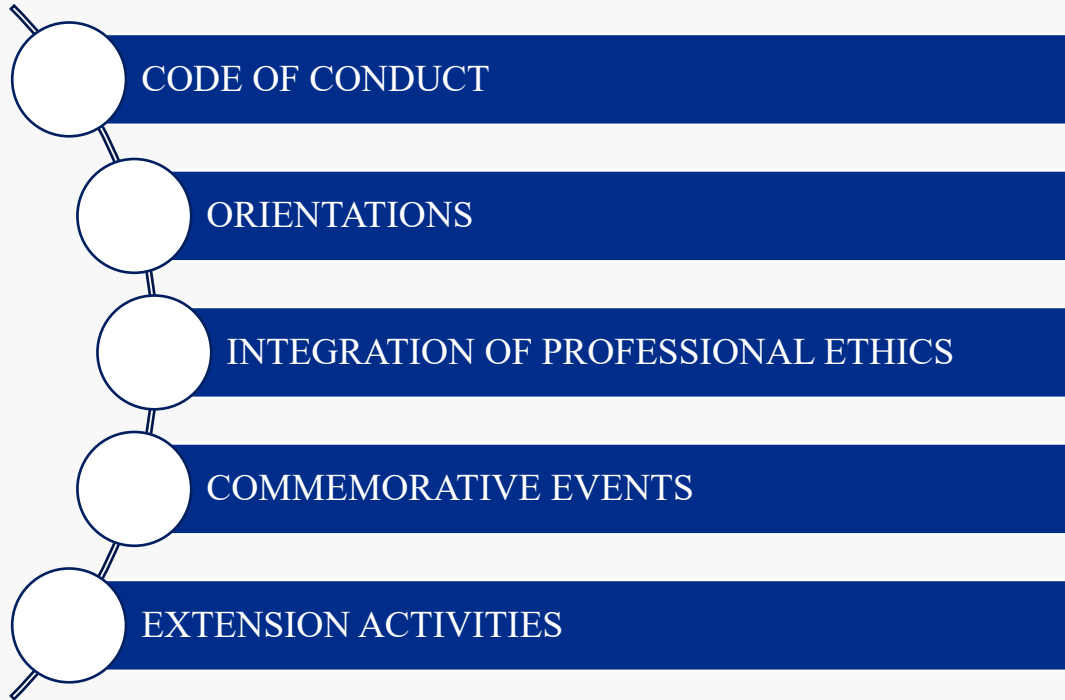 CODE OF CONDUCT
ORIENTATIONS
INTEGRATION OF PROFESSIONAL ETHICS
COMMEMORATIVE EVENTS
EXTENSION ACTIVITIES